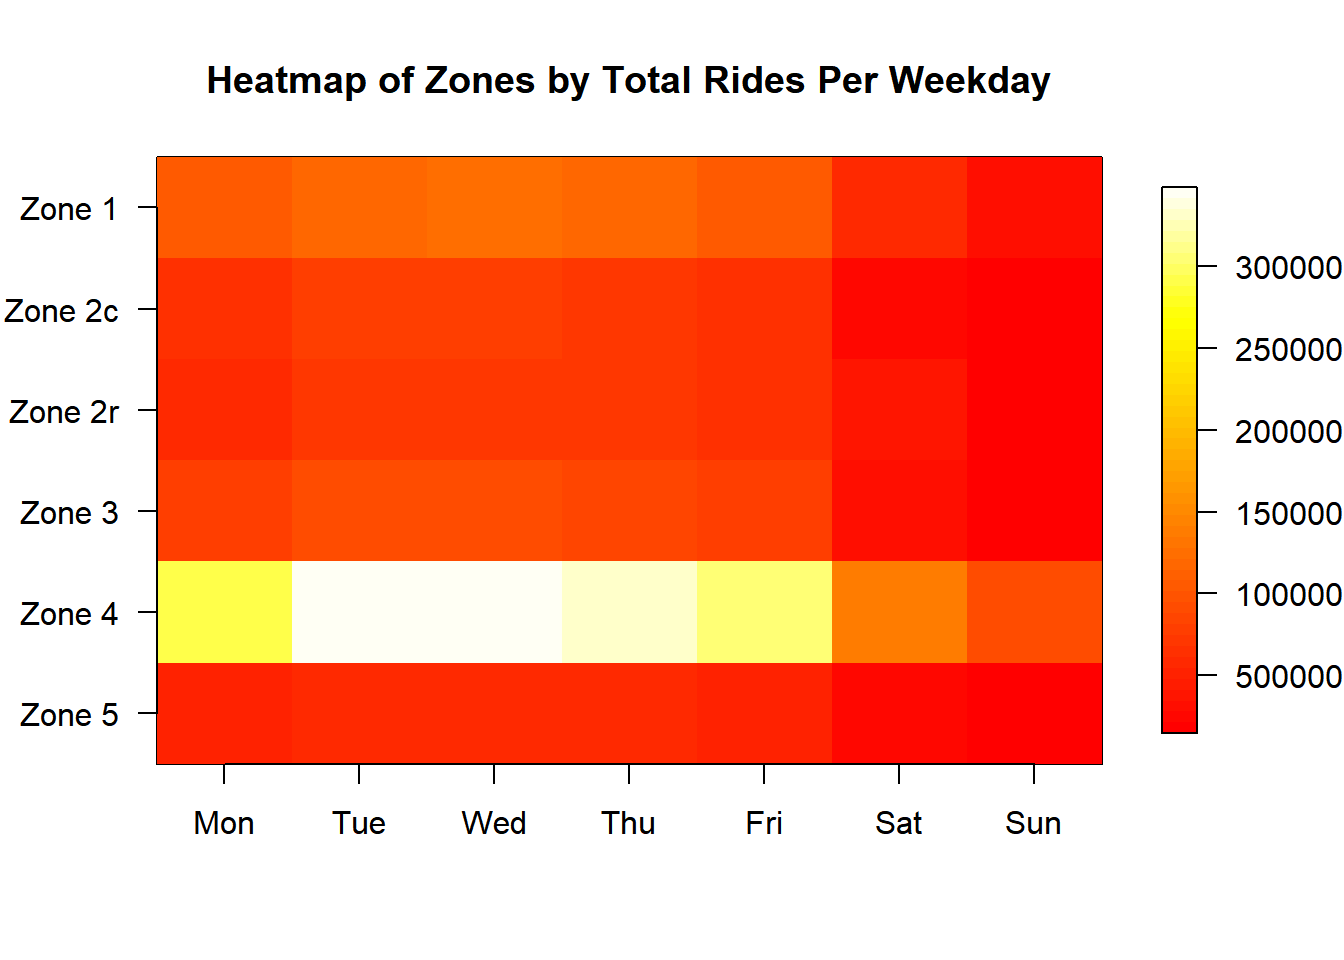 Heatmap of Zones by Total Rides Per Weekday
Zone 1
Zone 2c
Zone 2r
Zone 3
Zone 4
Zone 5
Mon Tue Wed Thu Fri Sat Sun
300000
250000
200000
150000
100000
500000